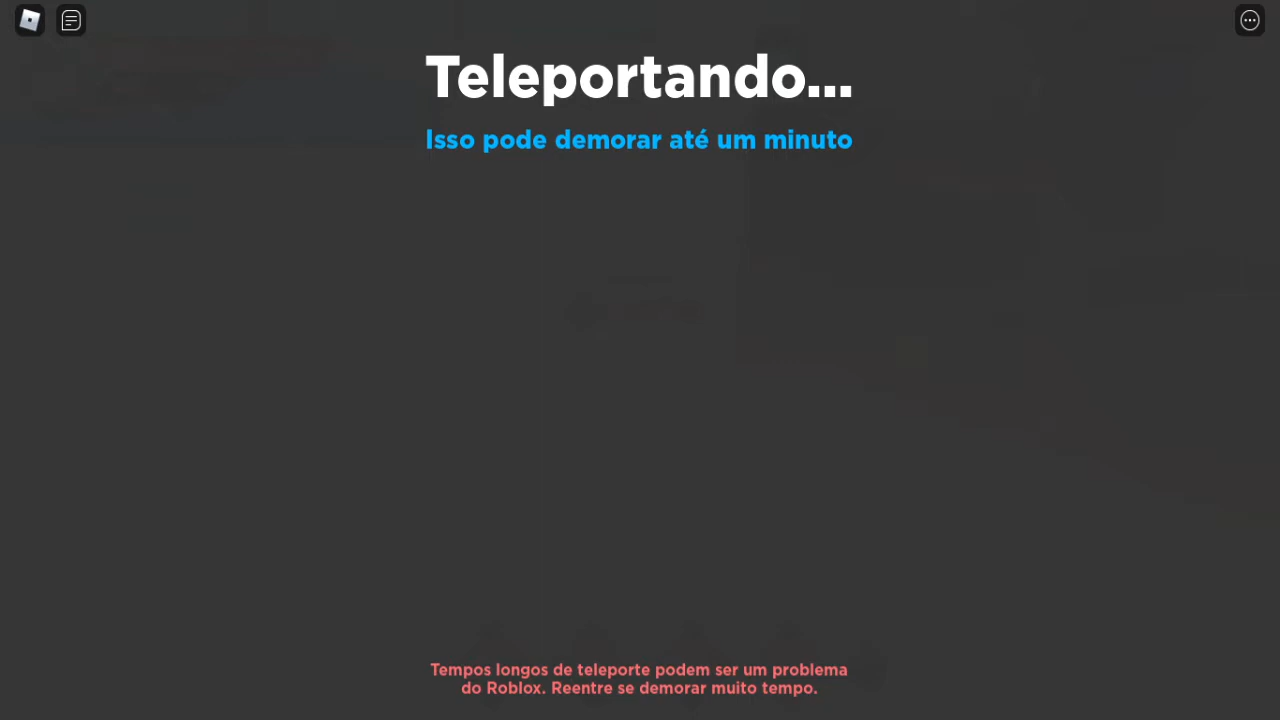 Teleportando...
Isso pode demorar até um minuto
Tempos longos de teleporte podem ser um problema
do Roblox. Reentre se demorar muito tempo.